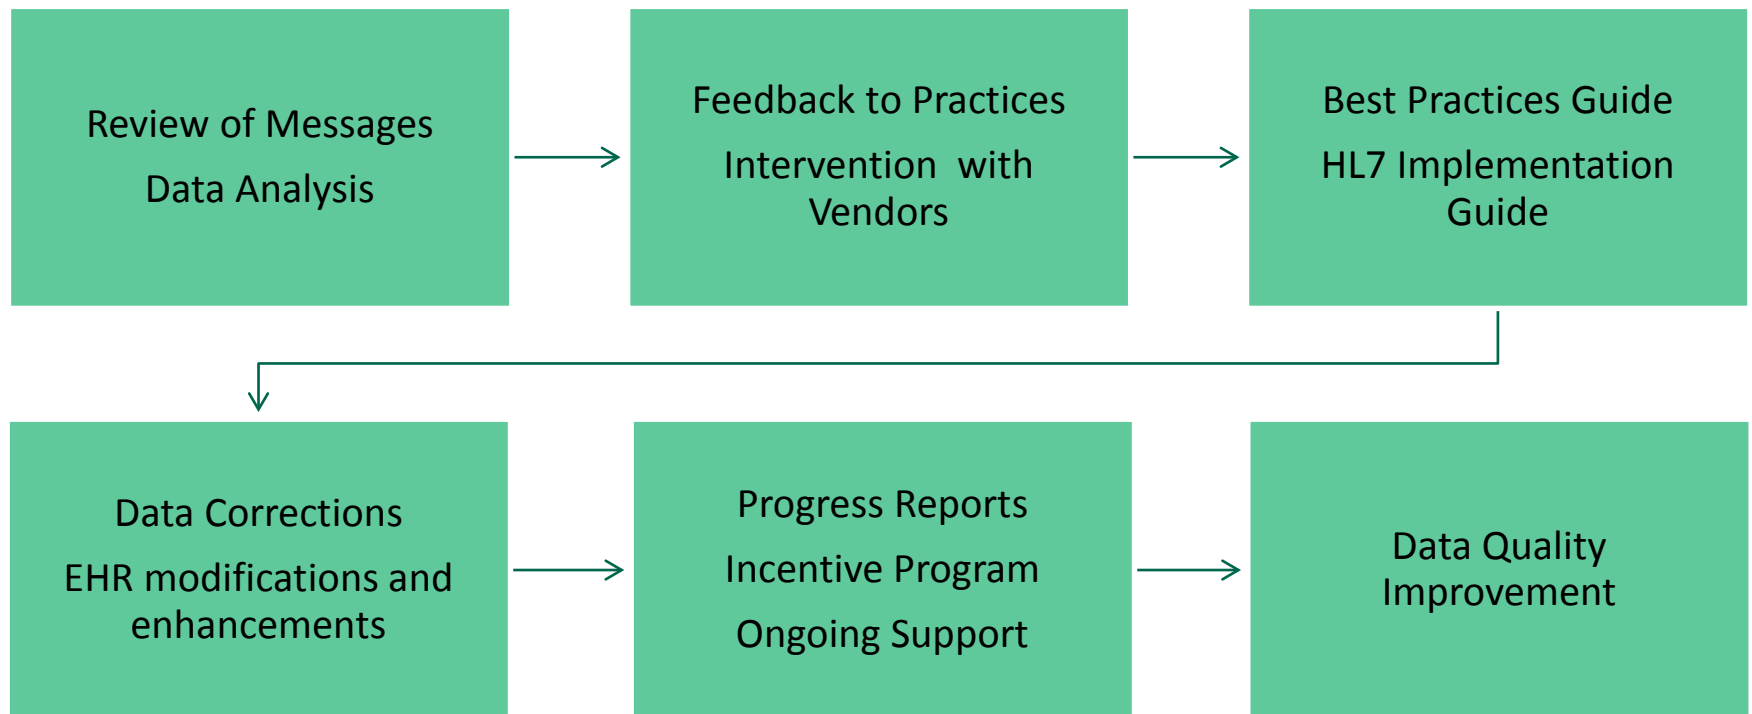 Review of Messages
Data Analysis
Feedback to Practices
Intervention  with
Vendors
Best Practices Guide
HL7 Implementation
Guide
Data Corrections
EHR modifications and
enhancements
Progress Reports
Incentive Program
Ongoing Support
Data Quality
Improvement